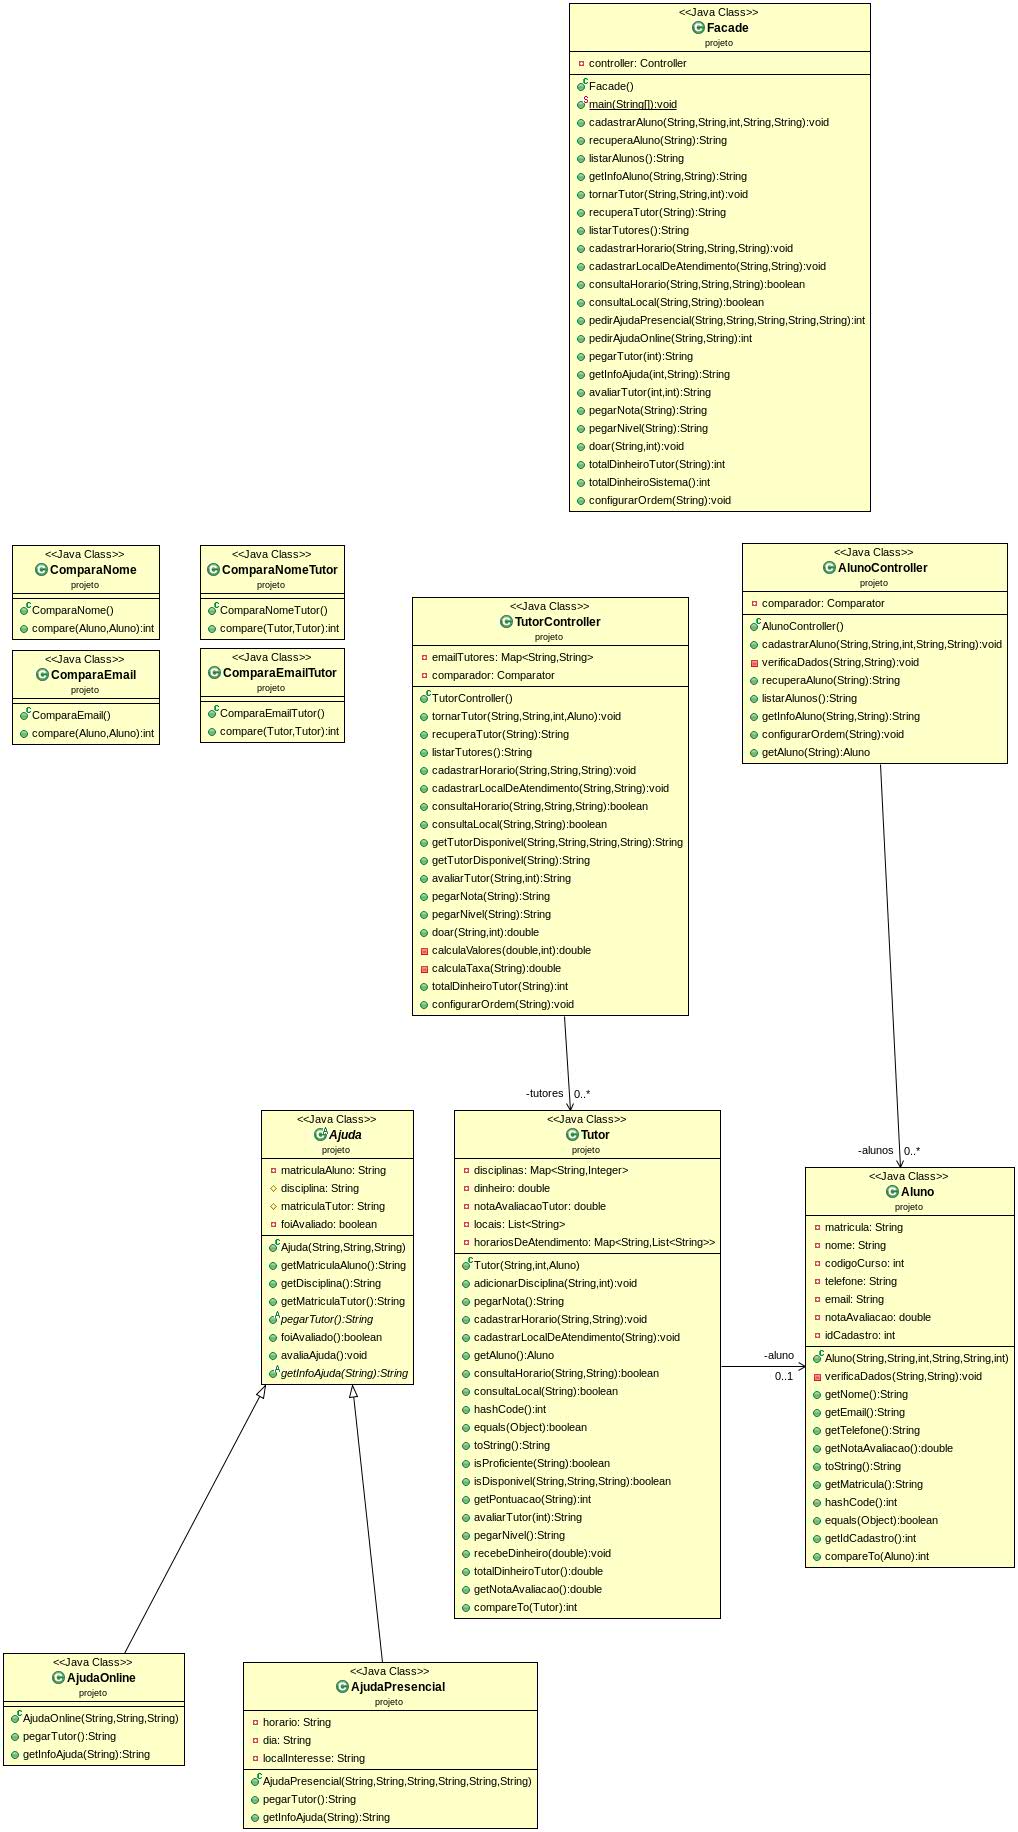 <<Java Class>>
Facade
projeto
controller: Controller
Facade()
main(String[]):void
cadastrarAluno(String,String,int,String,String):void
recuperaAluno(String):String
listarAlunos():String
getInfoAluno(String,String):String
tornarTutor(String,String,int):void
recuperaTutor(String):String
listarTutores():String
cadastrarHorario(String,String,String):void
cadastrarLocalDeAtendimento(String,String):void
consultaHorario(String,String,String):boolean
consultaLocal(String,String):boolean
pedirAjudaPresencial(String,String,String,String,String):int
pedirAjudaOnline(String,String):int
pegarTutor(int):String
getInfoAjuda(int,String):String
avaliarTutor(int,int):String
pegarNota(String):String
pegarNivel(String):String
doar(String,int):void
totalDinheiroTutor(String):int
totalDinheiroSistema():int
configurarOrdem(String):void
<<Java Class>>
ComparaNome
projeto
ComparaNome()
compare(Aluno,Aluno):int
<<Java Class>>
ComparaNomeTutor
projeto
ComparaNomeTutor()
compare(Tutor,Tutor):int
<<Java Class>>
ComparaEmail
projeto
ComparaEmail()
compare(Aluno,Aluno):int
<<Java Class>>
ComparaEmailTutor
projeto
ComparaEmailTutor()
compare(Tutor,Tutor):int
<<Java Class>>
TutorController
projeto
emailTutores: Map<String,String>
comparador: Comparator
TutorController()
tornarTutor(String,String,int,Aluno):void
recuperaTutor(String):String
listarTutores():String
cadastrarHorario(String,String,String):void
cadastrarLocalDeAtendimento(String,String):void
consultaHorario(String,String,String):boolean
consultaLocal(String,String):boolean
getTutorDisponivel(String,String,String,String):String
getTutorDisponivel(String):String
avaliarTutor(String,int):String
pegarNota(String):String
pegarNivel(String):String
doar(String,int):double
calculaValores(double,int):double
calculaTaxa(String):double
totalDinheiroTutor(String):int
configurarOrdem(String):void
<<Java Class>>
AlunoController
projeto
comparador: Comparator
AlunoController()
cadastrarAluno(String,String,int,String,String):void
verificaDados(String,String):void
recuperaAluno(String):String
listarAlunos():String
getInfoAluno(String,String):String
configurarOrdem(String):void
getAluno(String):Aluno
-tutores 0..*
-alunos 0..*
<<Java Class>>
Ajuda
projeto
matriculaAluno: String
disciplina: String
matriculaTutor: String
foiAvaliado: boolean
Ajuda(String,String,String)
getMatriculaAluno():String
getDisciplina():String
getMatriculaTutor():String
pegarTutor():String
foiAvaliado():boolean
avaliaAjuda():void
getInfoAjuda(String):String
<<Java Class>>
Tutor
projeto
disciplinas: Map<String,Integer>
dinheiro: double
notaAvaliacaoTutor: double
locais: List<String>
horariosDeAtendimento: Map<String,List<String>>
Tutor(String,int,Aluno)
adicionarDisciplina(String,int):void
pegarNota():String
cadastrarHorario(String,String):void
cadastrarLocalDeAtendimento(String):void
getAluno():Aluno
consultaHorario(String,String):boolean
consultaLocal(String):boolean
hashCode():int
equals(Object):boolean
toString():String
isProficiente(String):boolean
isDisponivel(String,String,String):boolean
getPontuacao(String):int
avaliarTutor(int):String
pegarNivel():String
recebeDinheiro(double):void
totalDinheiroTutor():double
getNotaAvaliacao():double
compareTo(Tutor):int
-aluno
0..1
<<Java Class>>
Aluno
projeto
matricula: String
nome: String
codigoCurso: int
telefone: String
email: String
notaAvaliacao: double
idCadastro: int
Aluno(String,String,int,String,String,int)
verificaDados(String,String):void
getNome():String
getEmail():String
getTelefone():String
getNotaAvaliacao():double
toString():String
getMatricula():String
hashCode():int
equals(Object):boolean
getIdCadastro():int
compareTo(Aluno):int
<<Java Class>>
AjudaOnline
projeto
AjudaOnline(String,String,String)
pegarTutor():String
getInfoAjuda(String):String
<<Java Class>>
AjudaPresencial
projeto
horario: String
dia: String
localInteresse: String
AjudaPresencial(String,String,String,String,String,String)
pegarTutor():String
getInfoAjuda(String):String